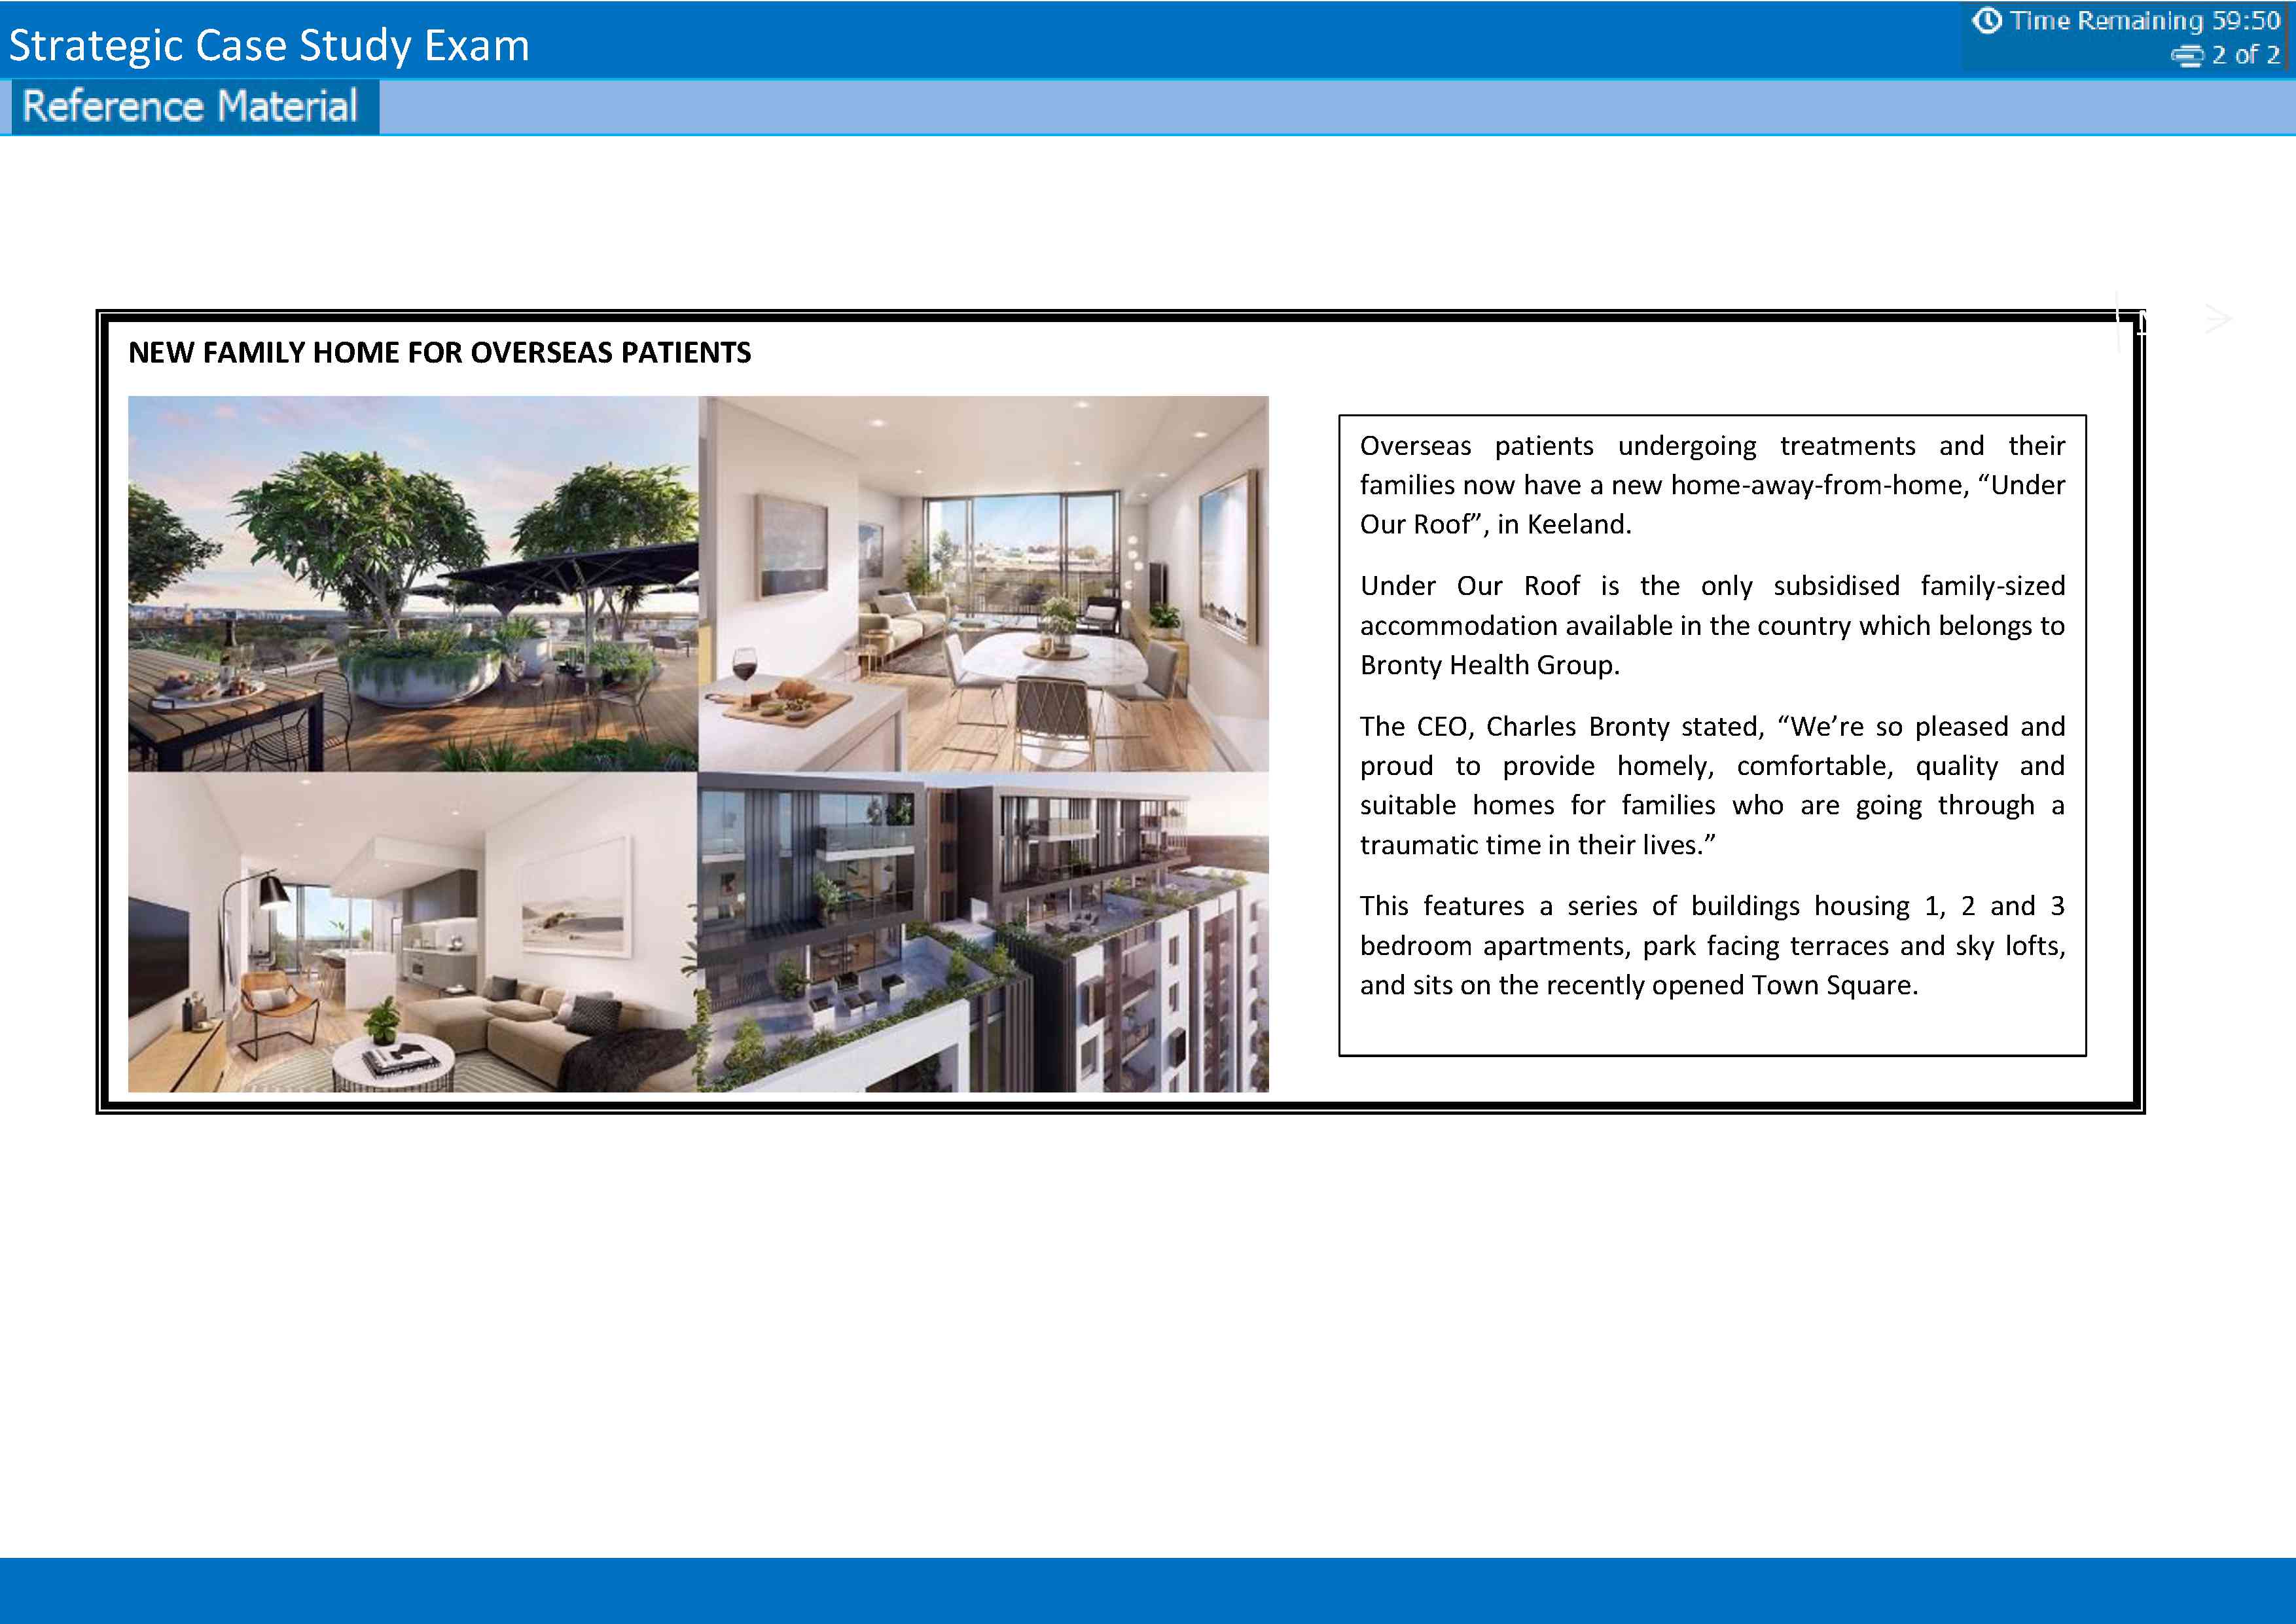 Strategic Case Study Exam
Time Remaining 59:50
2 of 2
Reference Material
NEW FAMILY HOME FOR OVERSEAS PATIENTS
Overseas patients undergoing treatments and their
families now have a new home-away-from-home, “Under
Our Roof”, in Keeland.
Under Our Roof is the only subsidised family-sized
accommodation available in the country which belongs to
Bronty Health Group.
The CEO, Charles Bronty stated, “We’re so pleased and
proud to provide homely, comfortable, quality and
suitable homes for families who are going through a
traumatic time in their lives.”
This features a series of buildings housing 1, 2 and 3
bedroom apartments, park facing terraces and sky lofts,
and sits on the recently opened Town Square.